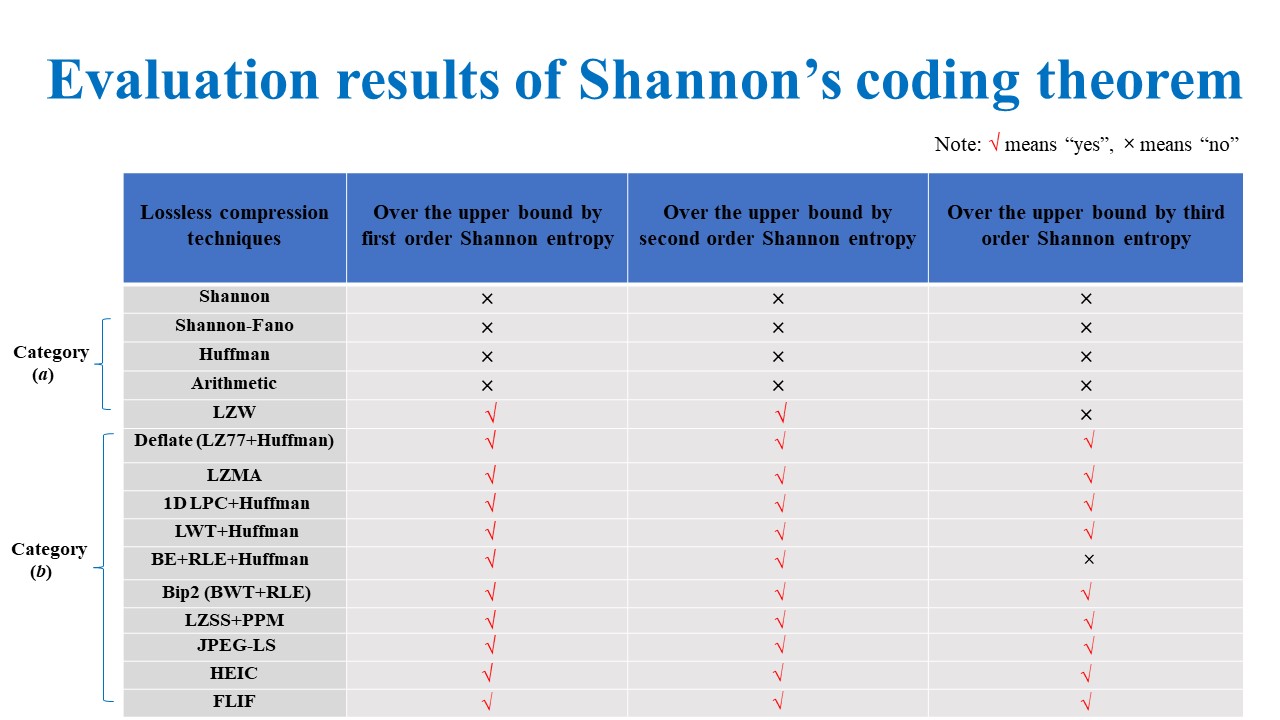 Evaluation results of Shannon’s coding theorem
Note: √ means “yes”, × means “no”
Lossless compression
techniques
Over the upper bound by
first order Shannon entropy
Over the upper bound by
second order Shannon entropy
Over the upper bound by third
order Shannon entropy
Shannon × × ×
Shannon-Fano × × ×
Category
(a)
Huffman × × ×
Arithmetic × × ×
LZW √ √ ×
Deflate (LZ77+Huffman) √ √ √
LZMA √ √ √
1D LPC+Huffman √ √ √
LWT+Huffman √ √ √
Category
(b)
BE+RLE+Huffman √ √ ×
Bip2 (BWT+RLE) √ √ √
LZSS+PPM √ √ √
JPEG-LS √ √ √
HEIC √ √ √
FLIF √ √ √